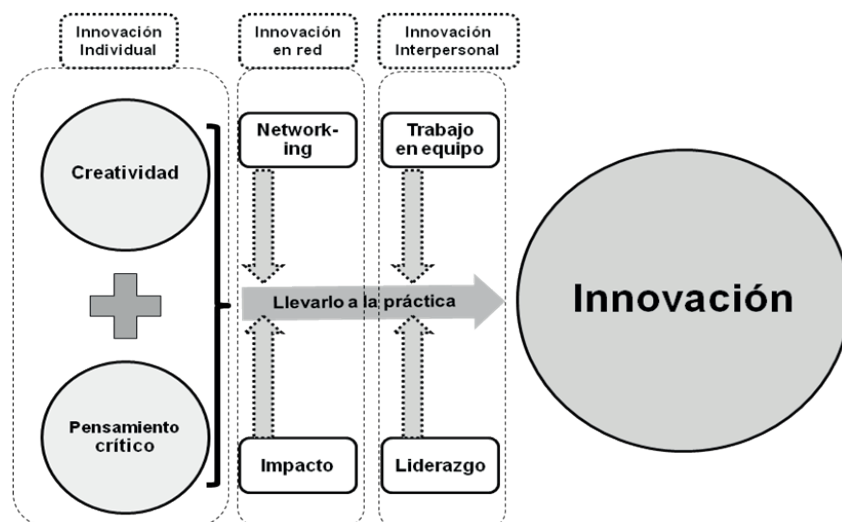 Innovación
Individual
Innovación
en red
Innovación
Interpersonal
Creatividad
Pensamiento
crítico
Network-
ing
Trabajo
en equipo
Llevarlo a la práctica
Impacto
Liderazgo
Innovación